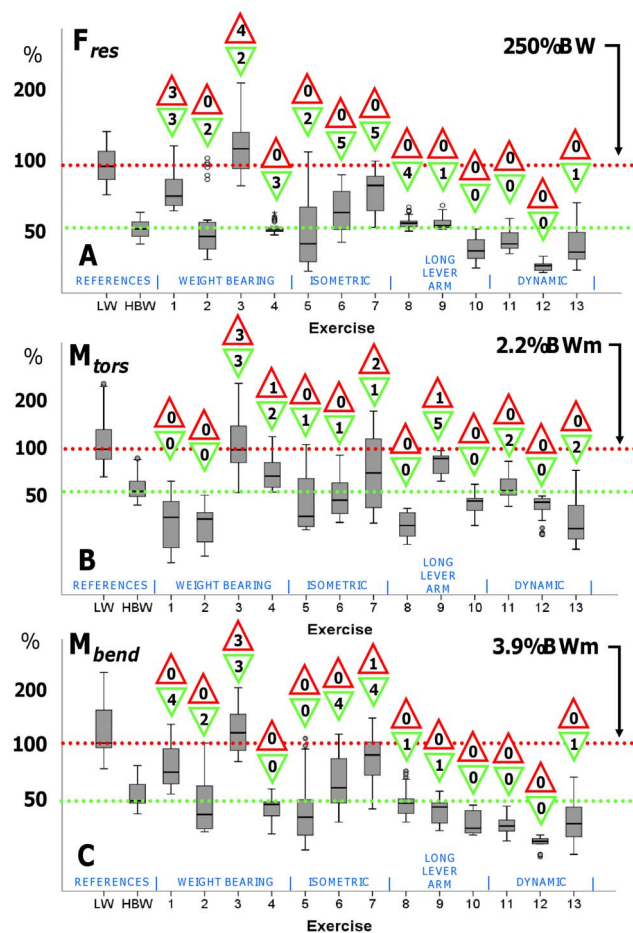 F res
250%BW
%
200
100
50
3 0 4 0 0 0 0 0 0 0 0 0 0
3 2 2 3 2 5 5 4 1 0 0 0 1
A
REFERENCES | WEIGHT BEARING | ISOMETRIC | LONG LEVER ARM | DYNAMIC |
LW HBW 1 2 3 4 5 6 7 8 9 10 11 12 13
Exercise
M tors
2.2%BWm
%
200
100
50
0 0 3 1 0 0 2 0 1 0 0 0 0
0 0 3 2 1 1 1 0 5 0 2 0 2
B
REFERENCES | WEIGHT BEARING | ISOMETRIC | LONG LEVER ARM | DYNAMIC |
LW HBW 1 2 3 4 5 6 7 8 9 10 11 12 13
Exercise
M bend
3.9%BWm
%
200
100
50
0 0 3 0 0 0 1 0 0 0 0 0 0
4 2 3 0 0 4 4 1 1 0 0 0 1
C
REFERENCES | WEIGHT BEARING | ISOMETRIC | LONG LEVER ARM | DYNAMIC |
LW HBW 1 2 3 4 5 6 7 8 9 10 11 12 13
Exercise